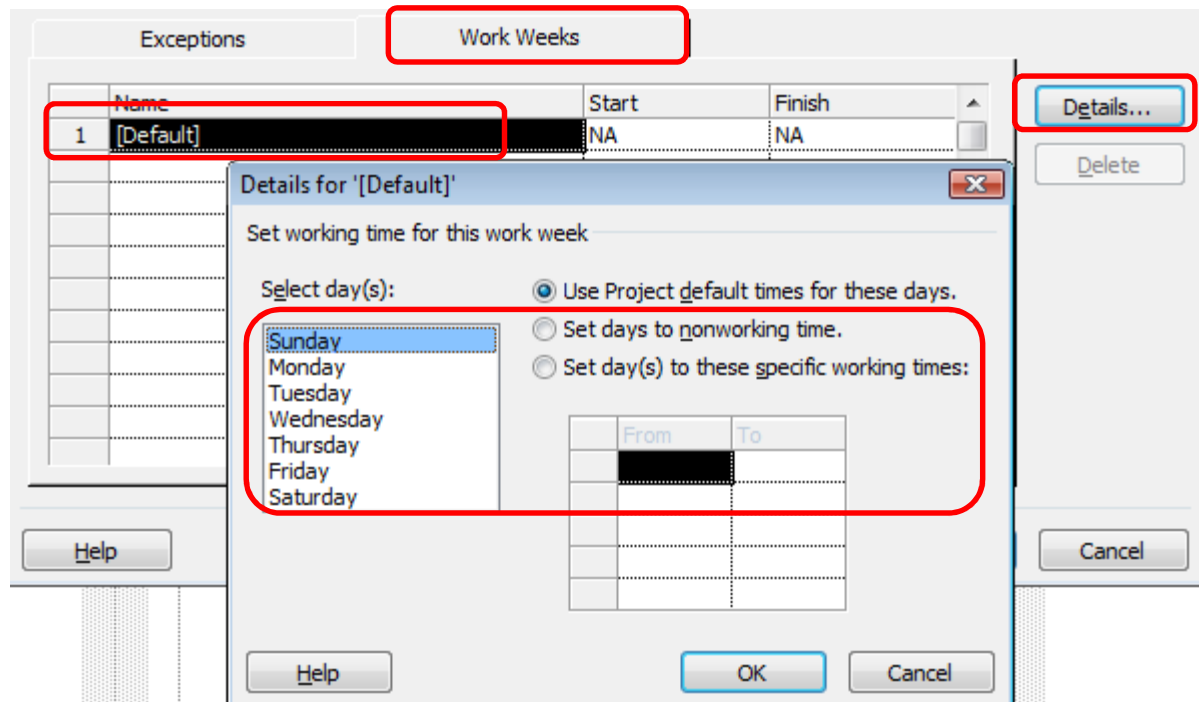 Exceptions Work Weeks
Name Start Finish
1 [Default] NA NA
Details...
Delete
Details for '[Default]'
Set working time for this work week
Select day(s):
Sunday
Monday
Tuesday
Wednesday
Thursday
Friday
Saturday
Use Project default times for these days.
Set days to nonworking time.
Set day(s) to these specific working times:
From To
Help OK Cancel
Help Cancel